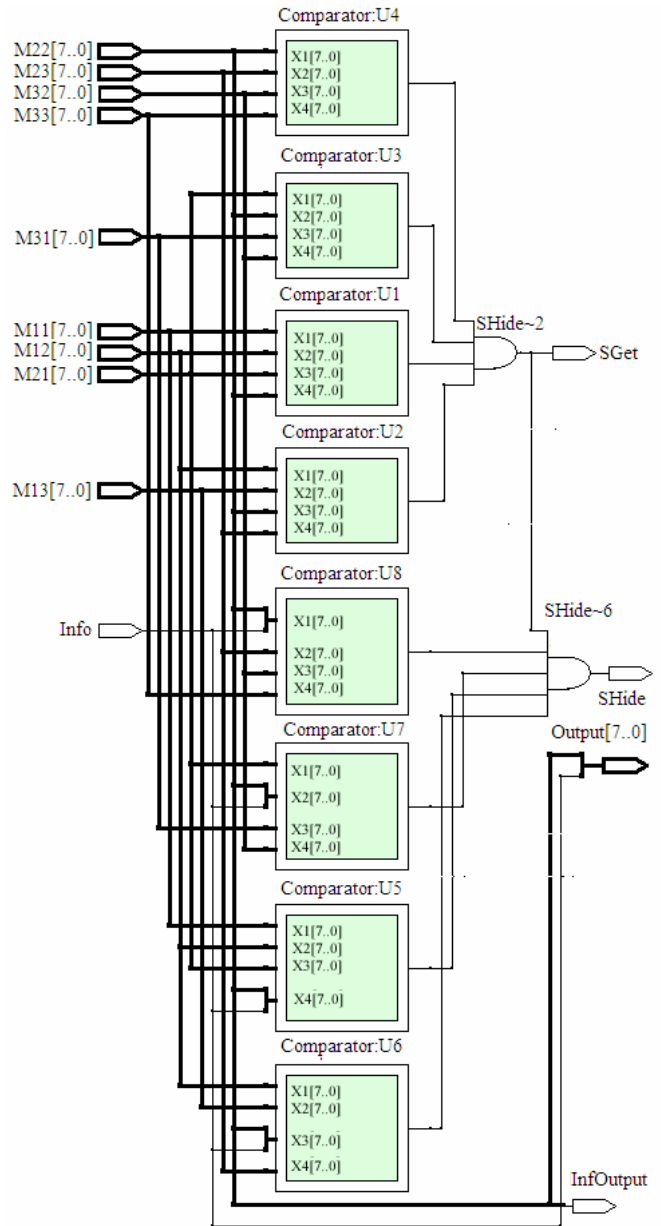 Comparator:U4
M22[7..0]
M23[7..0]
M32[7..0]
M33[7..0]
X1[7..0]
X2[7..0]
X3[7..0]
X4[7..0]
Comparator:U3
M31[7..0]
X1[7..0]
X2[7..0]
X3[7..0]
X4[7..0]
Comparator:U1
M11[7..0]
M12[7..0]
M21[7..0]
X1[7..0]
X2[7..0]
X3[7..0]
X4[7..0]
SHide~2
SGet
Comparator:U2
M13[7..0]
X1[7..0]
X2[7..0]
X3[7..0]
X4[7..0]
Comparator:U8
Info
X1[7..0]
X2[7..0]
X3[7..0]
X4[7..0]
SHide~6
SHide
Comparator:U7
Output[7..0]
X1[7..0]
X2[7..0]
X3[7..0]
X4[7..0]
Comparator:U5
X1[7..0]
X2[7..0]
X3[7..0]
X4[7..0]
Comparator:U6
X1[7..0]
X2[7..0]
X3[7..0]
X4[7..0]
InfOutput